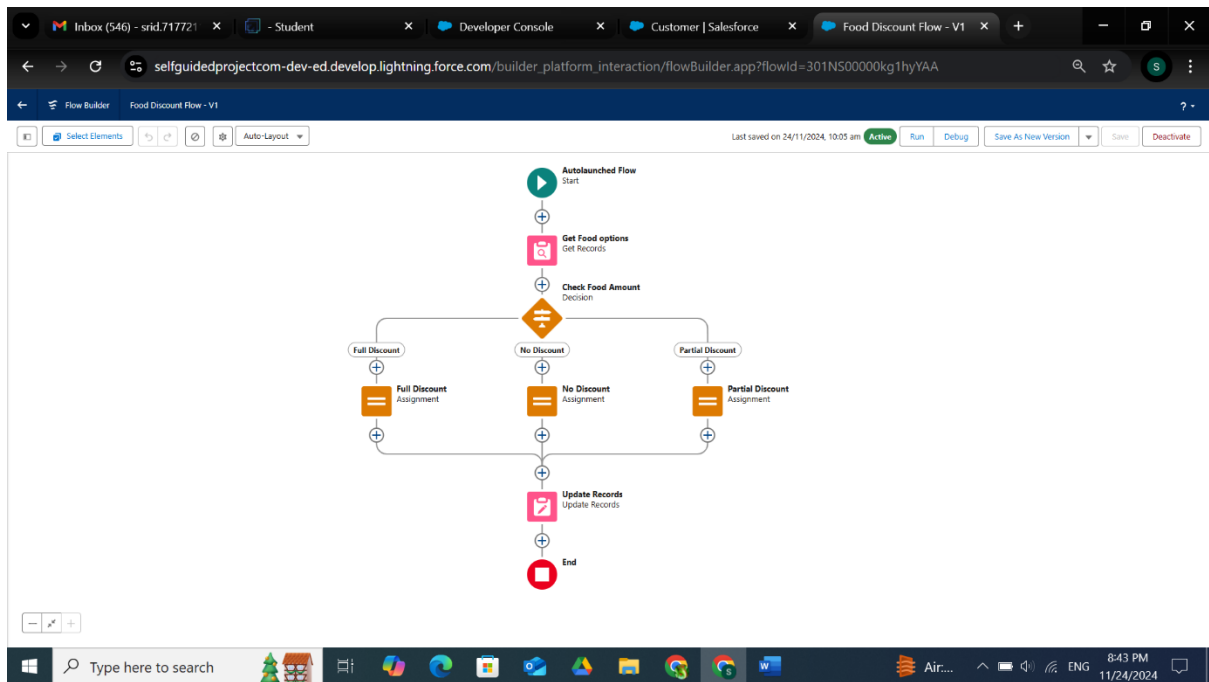 Inbox (546) - srid.717721
- Student
Developer Console
Customer | Salesforce
Food Discount Flow - V1
selfguidedprojectcom-dev-ed.develop.lightning.force.com/builder_platform_interaction/flowBuilder.app?flowId=301NS00000kg1hyYAA
S
Flow Builder
Food Discount Flow - V1
?
Select Elements
Auto-Layout
Last saved on 24/11/2024, 10:05 am
Active
Run
Debug
Save As New Version
Save
Deactivate
Autolaunched Flow
Start
Get Food options
Get Records
Check Food Amount
Decision
Full Discount
No Discount
Partial Discount
Full Discount
Assignment
No Discount
Assignment
Partial Discount
Assignment
Update Records
Update Records
End
Type here to search
Air...
ENG
8:43 PM
11/24/2024